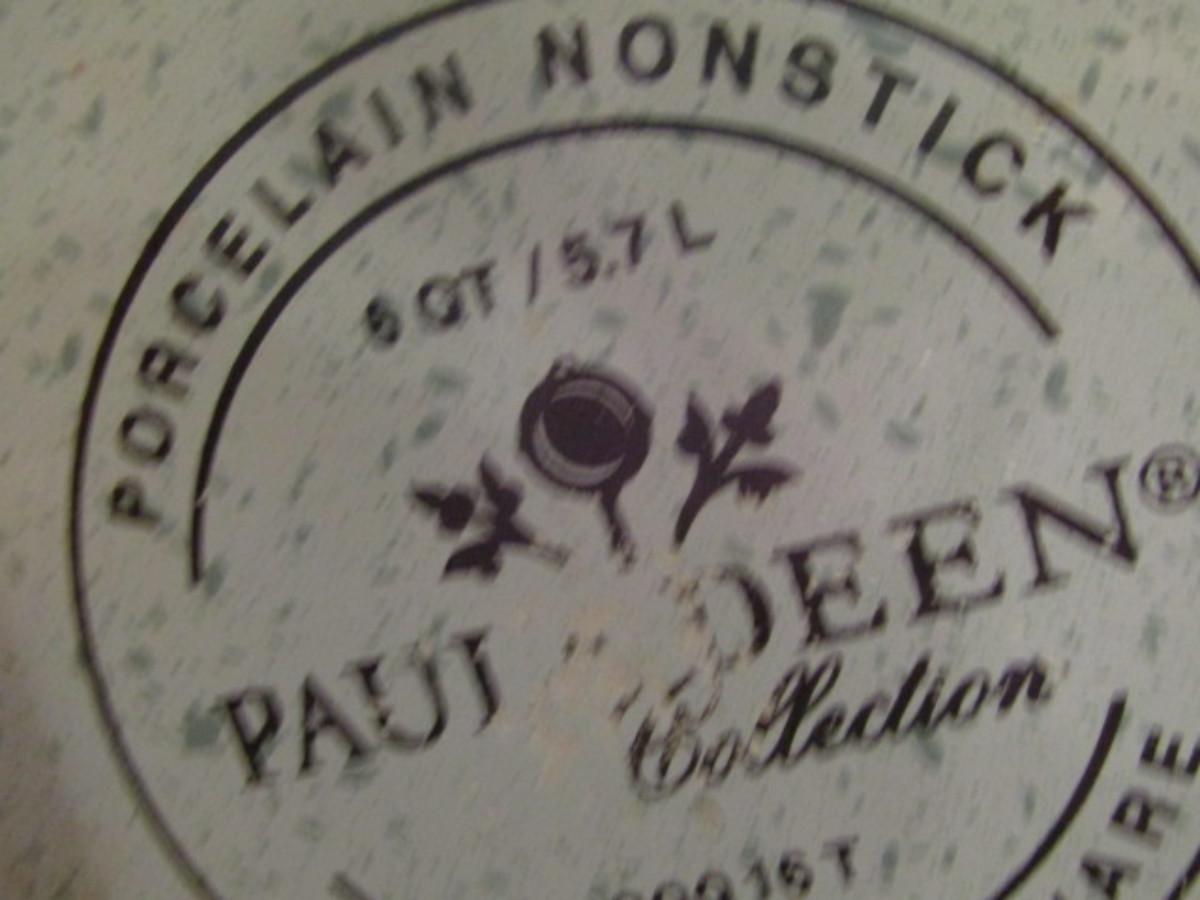 PORCELAIN NONSTICK
6 QT / 5.7 L
DEEN®
Collection